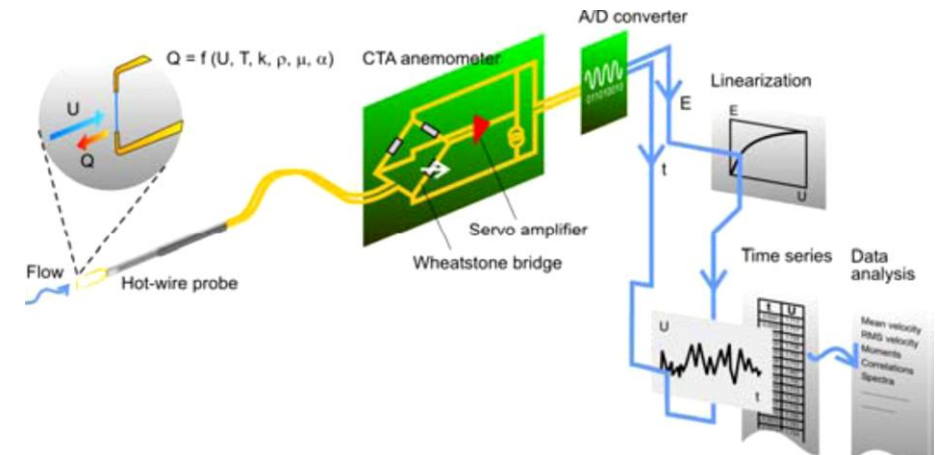 A/D converter
Q = f (U, T, k, ρ, μ, α)
CTA anemometer
011010010
Linearization
E
U
E
t
U
Q
Servo amplifier
Wheatstone bridge
Flow
Hot-wire probe
Time series
Data
analysis
t U
U
t
Mean velocity
RMS velocity
Moments
Correlations
Spectra